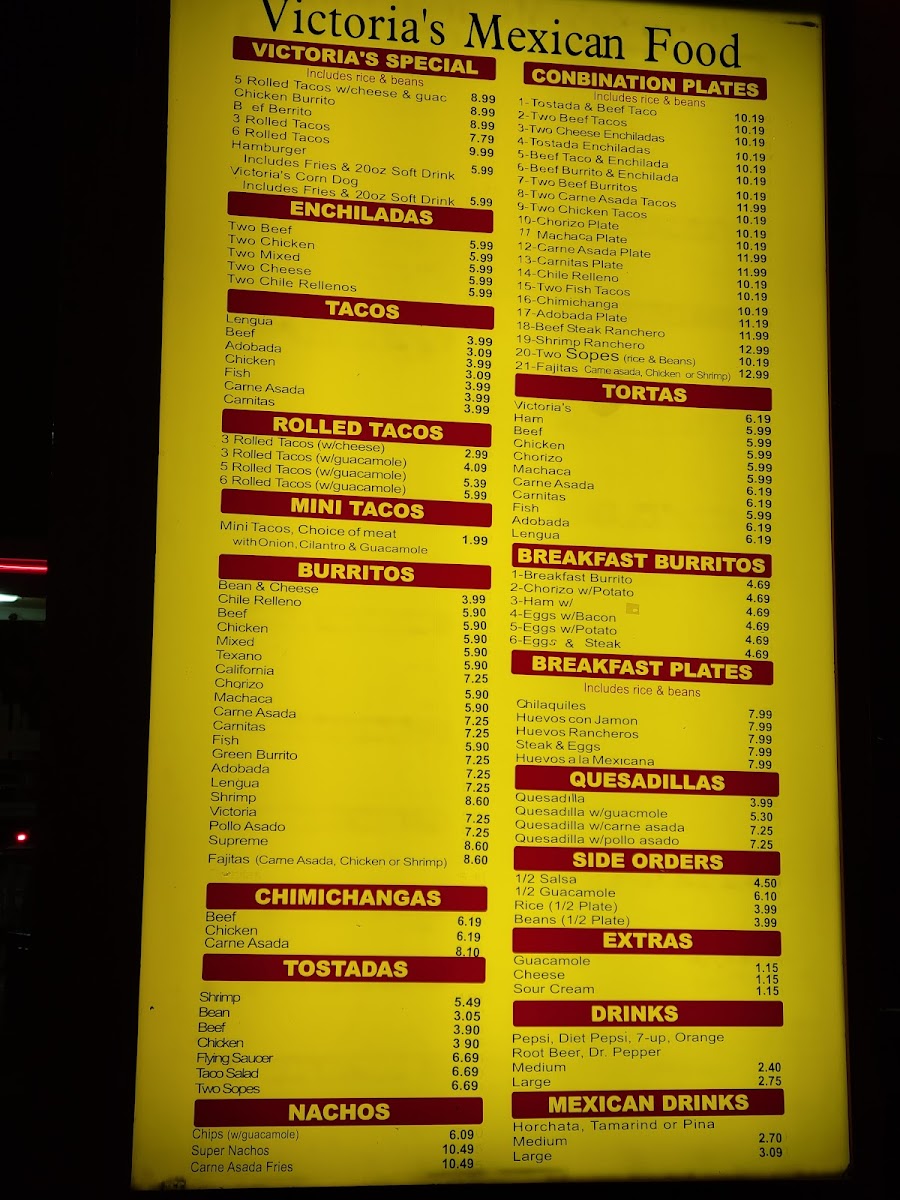 Victoria's Mexican Food
VICTORIA'S SPECIAL
Includes rice & beans
5 Rolled Tacos w/cheese & guac 8.99
Chicken Burrito 8.99
B ef Berrito 8.99
3 Rolled Tacos 7.79
6 Rolled Tacos 9.99
Hamburger
Includes Fries & 20oz Soft Drink 5.99
Victoria's Corn Dog
Includes Fries & 20oz Soft Drink 5.99
ENCHILADAS
Two Beef 5.99
Two Chicken 5.99
Two Mixed 5.99
Two Cheese 5.99
Two Chile Rellenos 5.99
TACOS
Lengua 3.99
Beef 3.09
Adobada 3.99
Chicken 3.09
Fish 3.99
Carne Asada 3.99
Carnitas 3.99
ROLLED TACOS
3 Rolled Tacos (w/cheese) 2.99
3 Rolled Tacos (w/guacamole) 4.09
5 Rolled Tacos (w/guacamole) 5.39
6 Rolled Tacos (w/guacamole) 5.99
MINI TACOS
Mini Tacos, Choice of meat 1.99
with Onion, Cilantro & Guacamole
BURRITOS
Bean & Cheese 3.99
Chile Relleno 5.90
Beef 5.90
Chicken 5.90
Mixed 5.90
Texano 5.90
California 7.25
Chorizo 5.90
Machaca 5.90
Carne Asada 7.25
Carnitas 7.25
Fish 5.90
Green Burrito 7.25
Adobada 7.25
Lengua 7.25
Shrimp 8.60
Victoria 7.25
Pollo Asado 7.25
Supreme 8.60
Fajitas (Carne Asada, Chicken or Shrimp) 8.60
CHIMICHANGAS
Beef 6.19
Chicken 6.19
Carne Asada 8.10
TOSTADAS
Shrimp 5.49
Bean 3.05
Beef 3.90
Chicken 3 90
Flying Saucer 6.69
Taco Salad 6.69
Two Sopes 6.69
NACHOS
Chips (w/guacamole) 6.09
Super Nachos 10.49
Carne Asada Fries 10.49
CONBINATION PLATES
Includes rice & beans
1-Tostada & Beef Taco 10.19
2-Two Beef Tacos 10.19
3-Two Cheese Enchiladas 10.19
4-Tostada Enchiladas 10.19
5-Beef Taco & Enchilada 10.19
6-Beef Burrito & Enchilada 10.19
7-Two Beef Burritos 10.19
8-Two Carne Asada Tacos 11.99
9-Two Chicken Tacos 10.19
10-Chorizo Plate 10.19
11 Machaca Plate 10.19
12-Carne Asada Plate 11.99
13-Carnitas Plate 11.99
14-Chile Relleno 10.19
15-Two Fish Tacos 10.19
16-Chimichanga 10.19
17-Adobada Plate 11.19
18-Beef Steak Ranchero 11.99
19-Shrimp Ranchero 12.99
20-Two Sopes (rice & Beans) 10.19
21-Fajitas Carne asada, Chicken or Shrimp) 12.99
TORTAS
Victoria's 6.19
Ham 5.99
Beef 5.99
Chicken 5.99
Chorizo 5.99
Machaca 5.99
Carne Asada 6.19
Carnitas 6.19
Fish 5.99
Adobada 6.19
Lengua 6.19
BREAKFAST BURRITOS
1-Breakfast Burrito 4.69
2-Chorizo w/Potato 4.69
3-Ham w/ 4.69
4-Eggs w/Bacon 4.69
5-Eggs w/Potato 4.69
6-Eggs & Steak 4.69
BREAKFAST PLATES
Includes rice & beans
Chilaquiles 7.99
Huevos con Jamon 7.99
Huevos Rancheros 7.99
Steak & Eggs 7.99
Huevos a la Mexicana 7.99
QUESADILLAS
Quesadilla 3.99
Quesadilla w/guacmole 5.30
Quesadilla w/carne asada 7.25
Quesadilla w/pollo asado 7.25
SIDE ORDERS
1/2 Salsa 4.50
1/2 Guacamole 6.10
Rice (1/2 Plate) 3.99
Beans (1/2 Plate) 3.99
EXTRAS
Guacamole 1.15
Cheese 1.15
Sour Cream 1.15
DRINKS
Pepsi, Diet Pepsi, 7-up, Orange
Root Beer, Dr. Pepper
Medium 2.40
Large 2.75
MEXICAN DRINKS
Horchata, Tamarind or Pina
Medium 2.70
Large 3.09